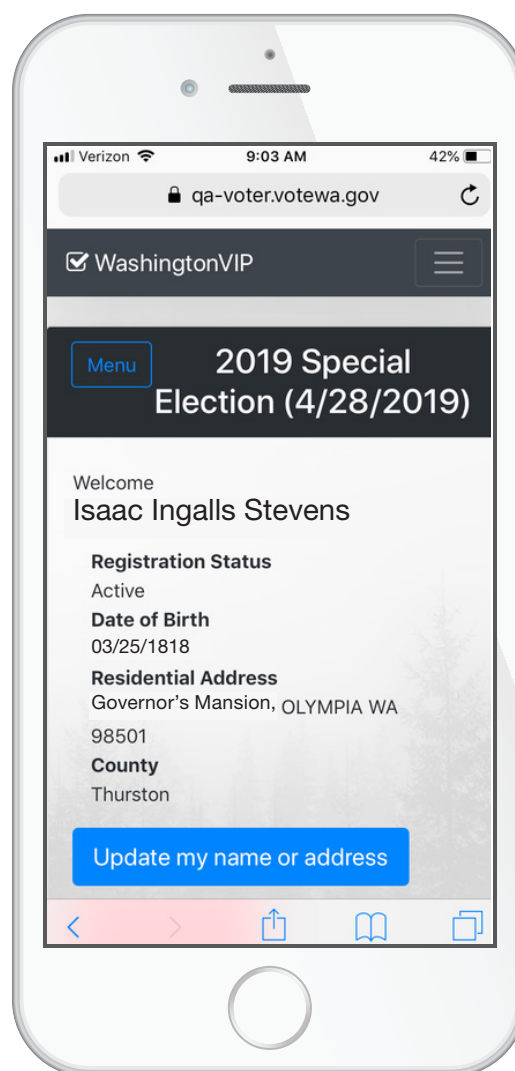 Verizon 9:03 AM 42%
qa-voter.votewa.gov
WashingtonVIP
Menu 2019 Special
Election (4/28/2019)
Welcome
Isaac Ingalls Stevens
Registration Status
Active
Date of Birth
03/25/1818
Residential Address
Governor's Mansion, OLYMPIA WA
98501
County
Thurston
Update my name or address